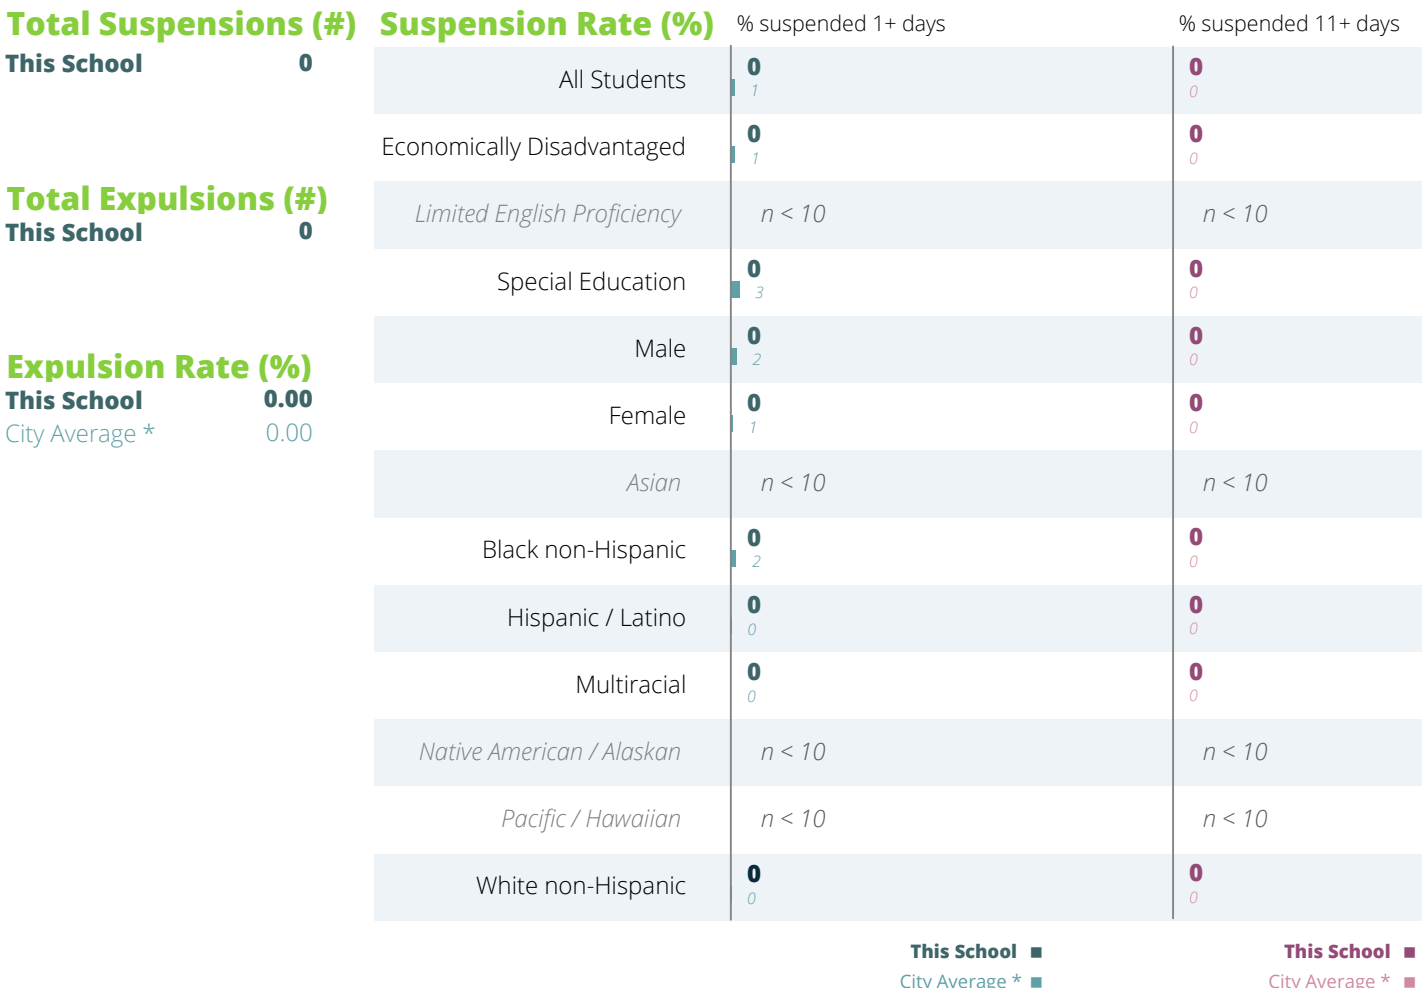 Total Suspensions (#)
This School 0
Total Expulsions (#)
This School 0
Expulsion Rate (%)
This School 0.00
City Average * 0.00
Suspension Rate (%) % suspended 1+ days % suspended 11+ days
All Students 0 0
1 0
Economically Disadvantaged 0 0
1 0
Limited English Proficiency n < 10 n < 10
Special Education 0 0
3 0
Male 0 0
2 0
Female 0 0
1 0
Asian n < 10 n < 10
Black non-Hispanic 0 0
2 0
Hispanic / Latino 0 0
0 0
Multiracial 0 0
0 0
Native American / Alaskan n < 10 n < 10
Pacific / Hawaiian n < 10 n < 10
White non-Hispanic 0 0
0 0
This School This School
City Average * City Average *